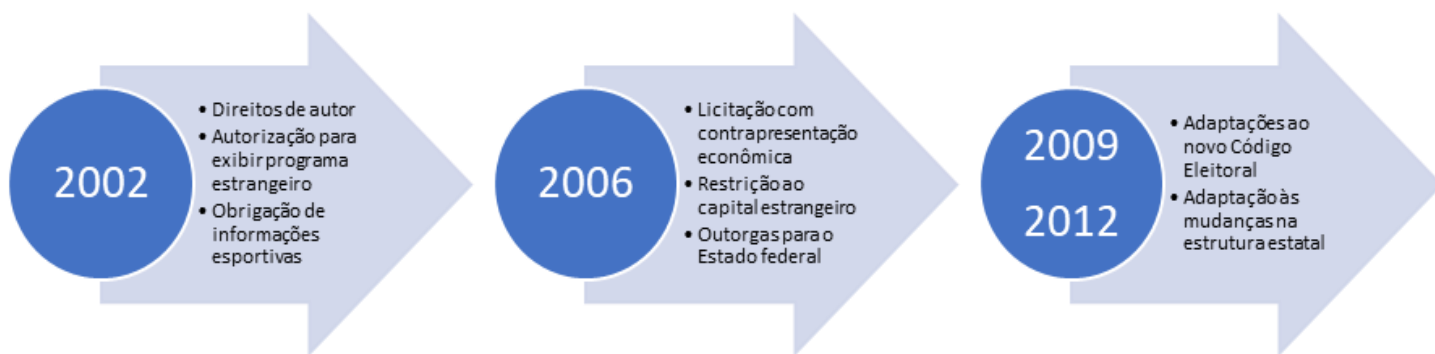 2002
• Direitos de autor
• Autorização para
exibir programa
estrangeiro
• Obrigação de
informações
esportivas
2006
• Licitação com
contrapresentação
econômica
• Restrição ao
capital estrangeiro
• Outorgas para o
Estado federal
2009
2012
• Adaptações ao
novo Código
Eleitoral
• Adaptação às
mudanças na
estrutura estatal